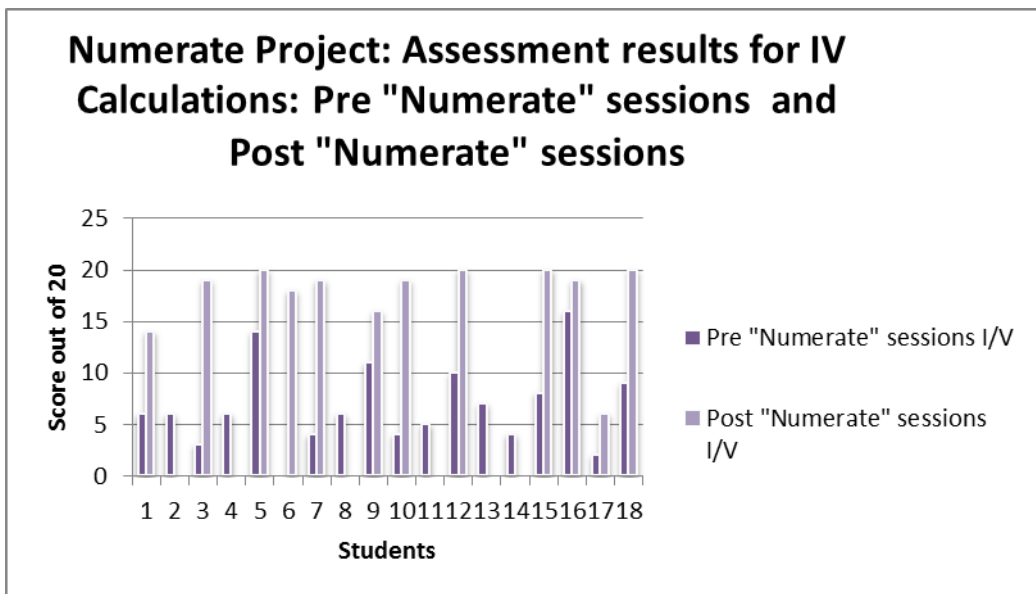 Numerate Project: Assessment results for IV
Calculations: Pre "Numerate" sessions and
Post "Numerate" sessions
25
20
15
10
5
0
Score out of 20
1 2 3 4 5 6 7 8 9 10 11 12 13 14 15 16 17 18
Students
Pre "Numerate" sessions I/V
Post "Numerate" sessions
I/V